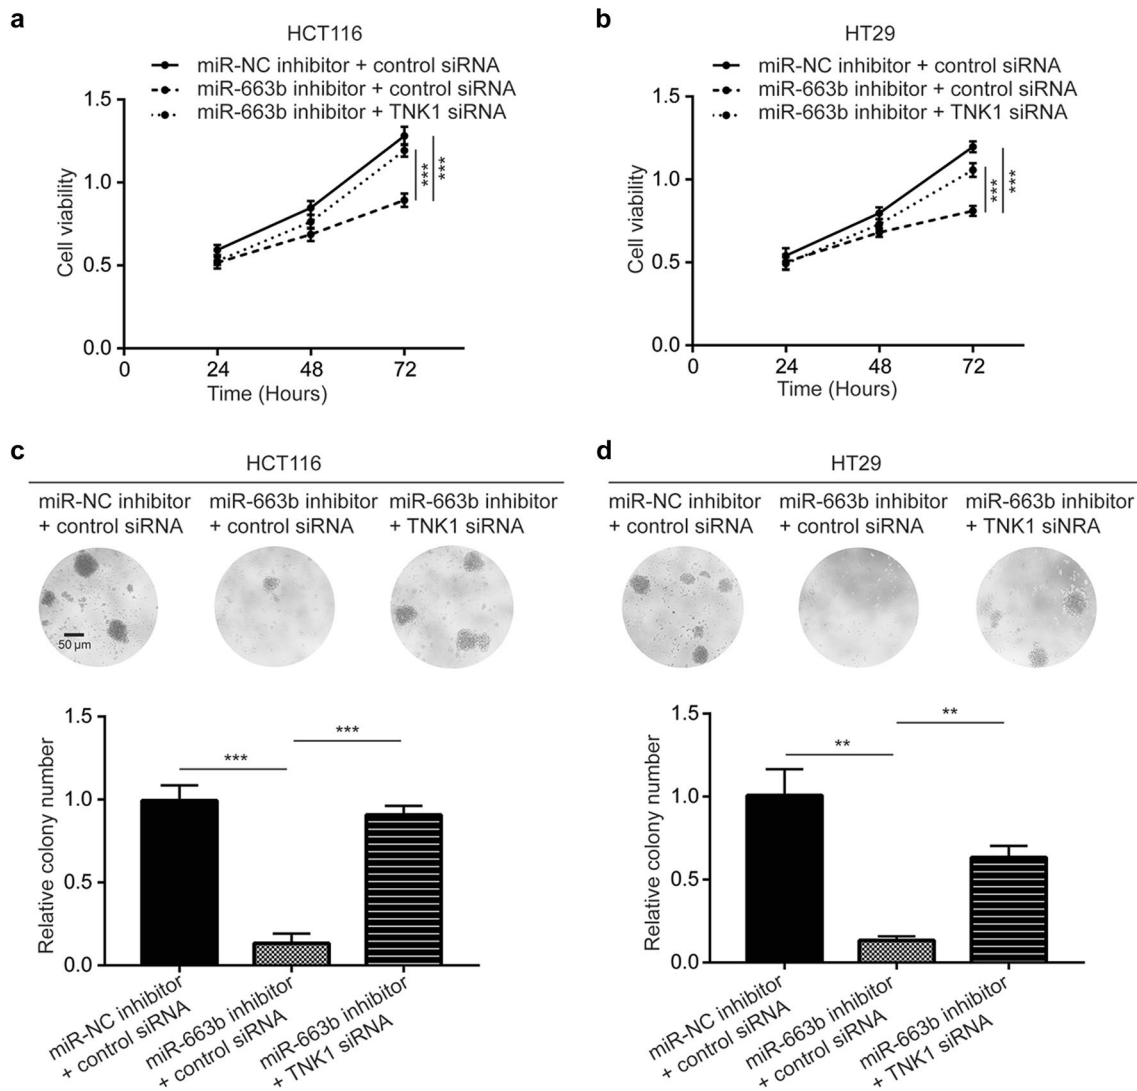 a
HCT116
miR-NC inhibitor + control siRNA
miR-663b inhibitor + control siRNA
miR-663b inhibitor + TNK1 siRNA
Cell viability
1.5
1.0
0.5
0.0
0
24
48
72
Time (Hours)
***
***
b
HT29
miR-NC inhibitor + control siRNA
miR-663b inhibitor + control siRNA
miR-663b inhibitor + TNK1 siRNA
Cell viability
1.5
1.0
0.5
0.0
0
24
48
72
Time (Hours)
***
***
c
HCT116
miR-NC inhibitor
+ control siRNA
miR-663b inhibitor
+ control siRNA
miR-663b inhibitor
+ TNK1 siRNA
50 µm
Relative colony number
1.5
1.0
0.5
0.0
***
***
miR-NC inhibitor
+ control siRNA
miR-663b inhibitor
+ control siRNA
miR-663b inhibitor
+ TNK1 siRNA
d
HT29
miR-NC inhibitor
+ control siRNA
miR-663b inhibitor
+ control siRNA
miR-663b inhibitor
+ TNK1 siNRA
Relative colony number
1.5
1.0
0.5
0.0
**
**
miR-NC inhibitor
+ control siRNA
miR-663b inhibitor
+ control siRNA
miR-663b inhibitor
+ TNK1 siRNA